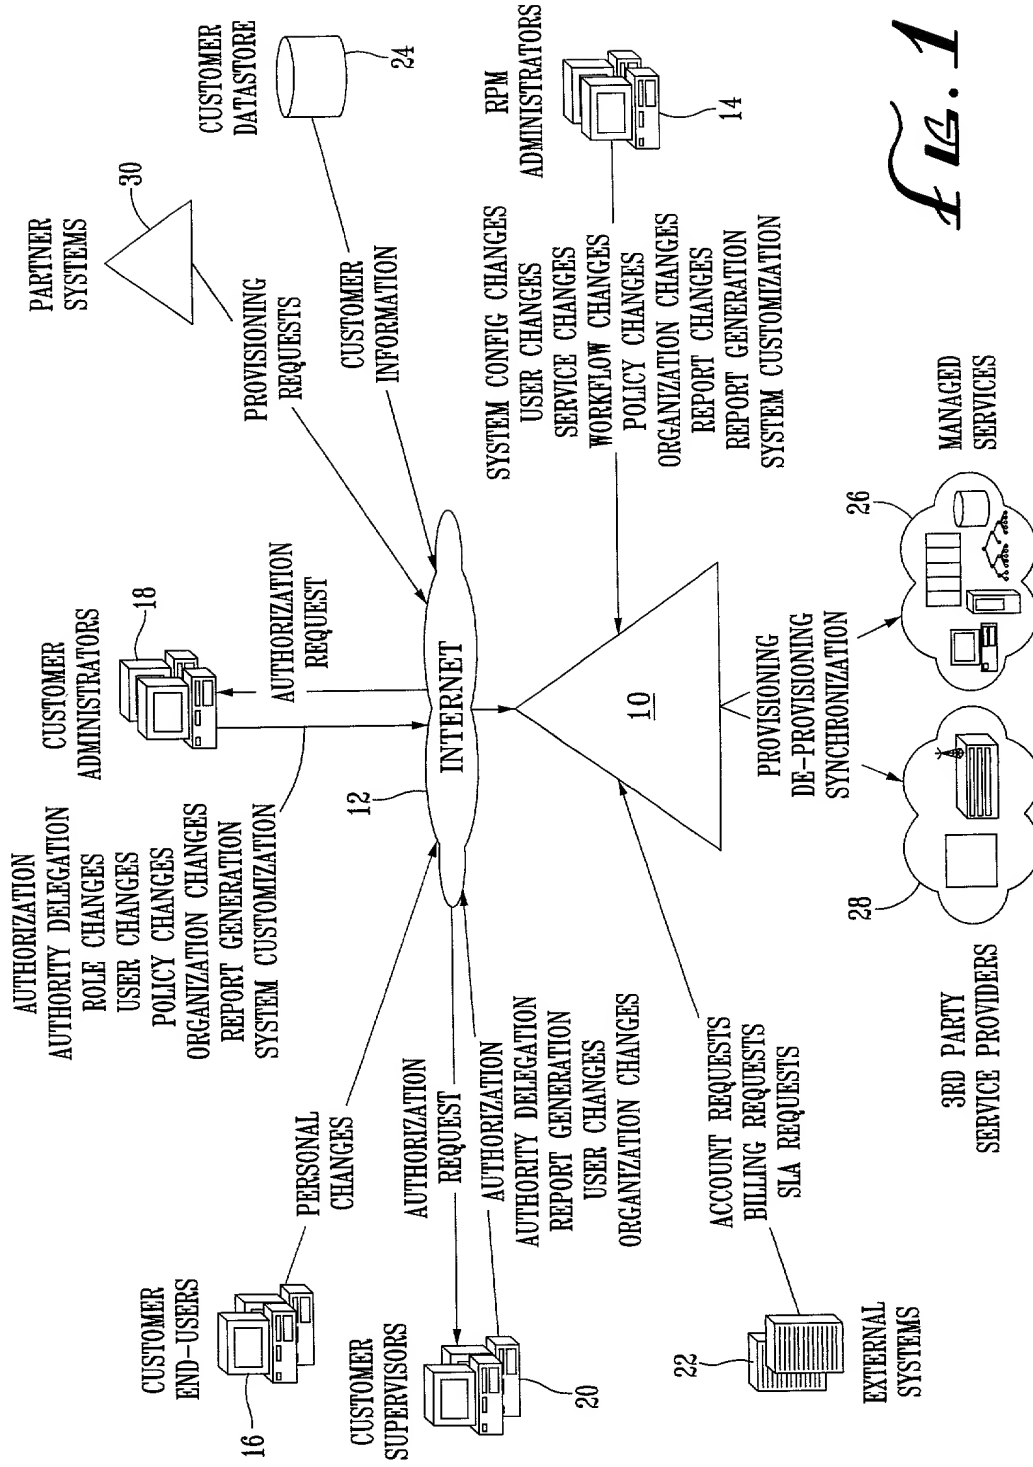 CUSTOMER
END-USERS
16
PERSONAL
CHANGES
AUTHORIZATION
AUTHORITY DELEGATION
ROLE CHANGES
USER CHANGES
POLICY CHANGES
ORGANIZATION CHANGES
REPORT GENERATION
SYSTEM CUSTOMIZATION
CUSTOMER
ADMINISTRATORS
18
AUTHORIZATION
REQUEST
PARTNER
SYSTEMS
30
PROVISIONING
REQUESTS
CUSTOMER
DATASTORE
24
CUSTOMER
INFORMATION
CUSTOMER
SUPERVISORS
20
AUTHORIZATION
REQUEST
AUTHORIZATION
AUTHORITY DELEGATION
REPORT GENERATION
USER CHANGES
ORGANIZATION CHANGES
12
INTERNET
RPM
ADMINISTRATORS
14
SYSTEM CONFIG CHANGES
USER CHANGES
SERVICE CHANGES
WORKFLOW CHANGES
POLICY CHANGES
ORGANIZATION CHANGES
REPORT CHANGES
REPORT GENERATION
SYSTEM CUSTOMIZATION
10
22
EXTERNAL
SYSTEMS
ACCOUNT REQUESTS
BILLING REQUESTS
SLA REQUESTS
PROVISIONING
DE-PROVISIONING
SYNCHRONIZATION
28
3RD PARTY
SERVICE PROVIDERS
26
MANAGED
SERVICES
FIG. 1